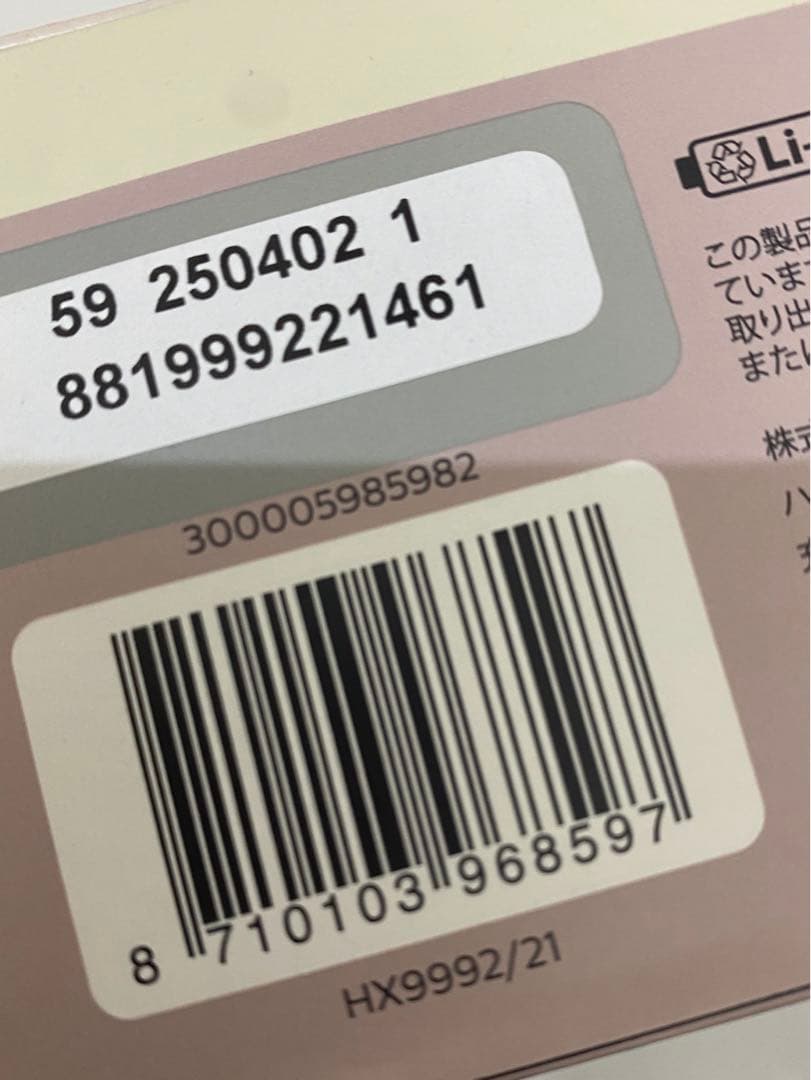 59 250402 1
881999221461
Li-
この製品
ていま
取り出
また
株式
300005985982
8 710103 968597
HX9992/21